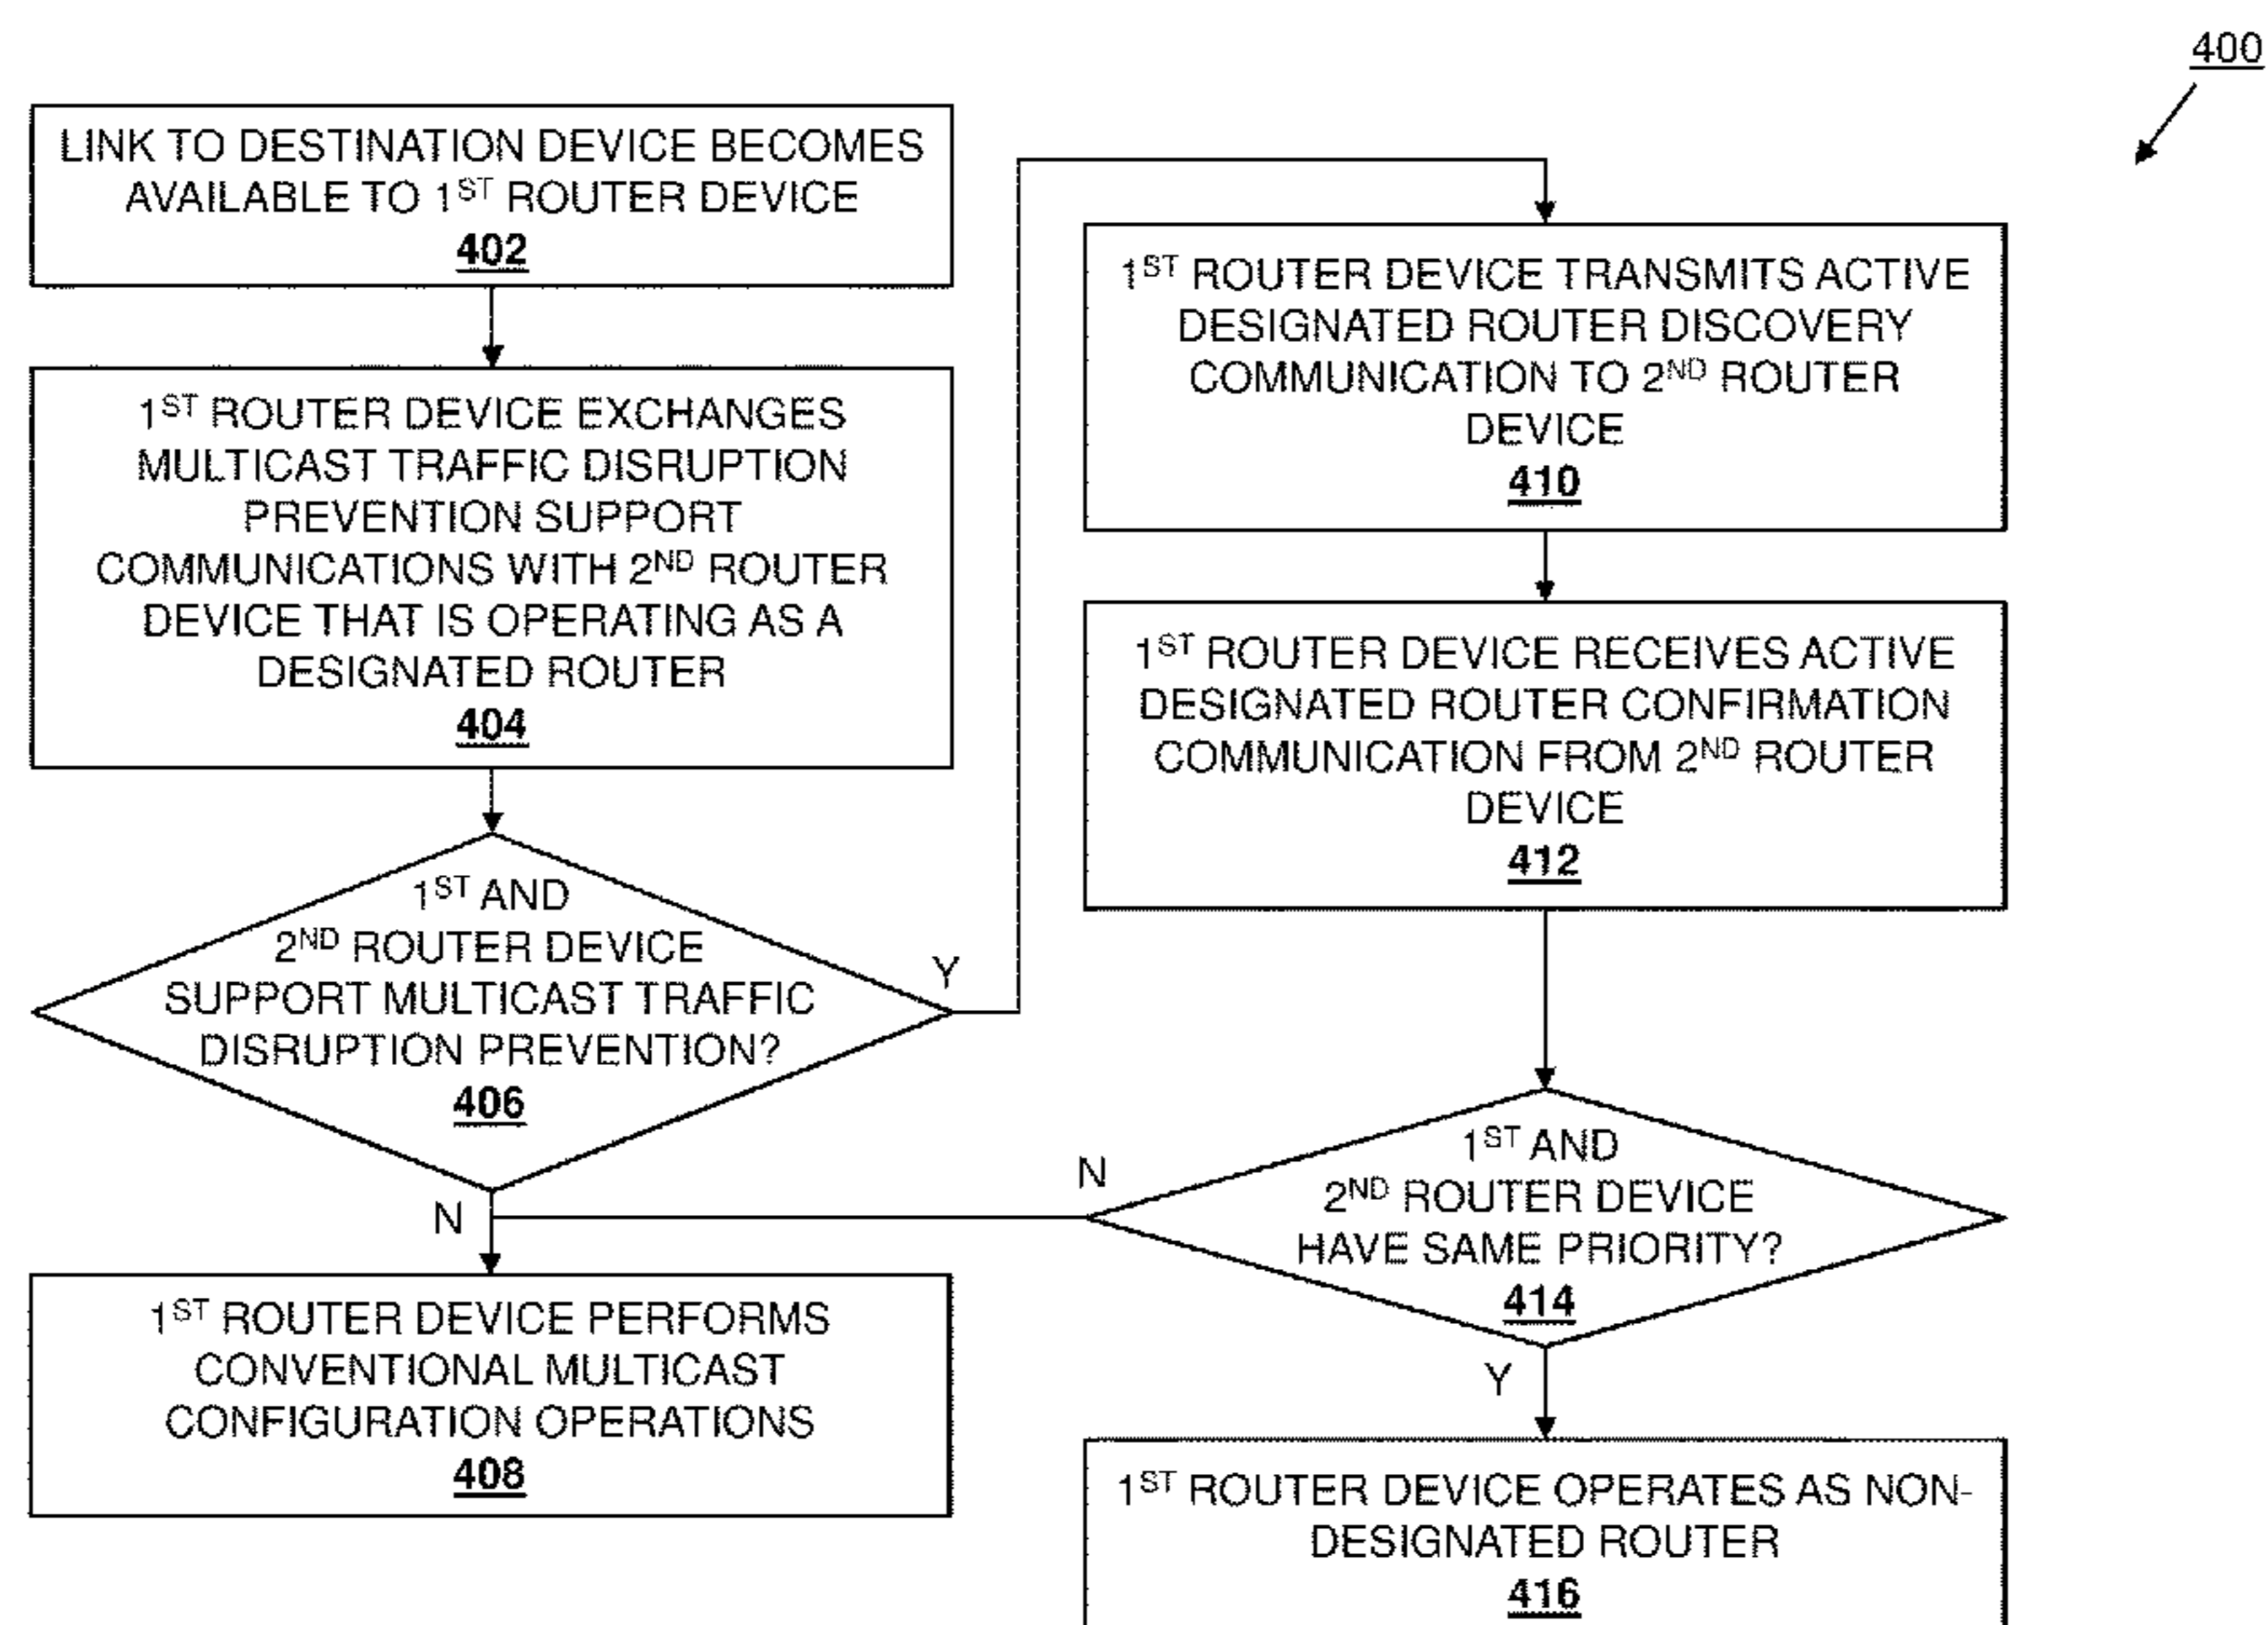 400
LINK TO DESTINATION DEVICE BECOMES
AVAILABLE TO 1ST ROUTER DEVICE
402
1ST ROUTER DEVICE EXCHANGES
MULTICAST TRAFFIC DISRUPTION
PREVENTION SUPPORT
COMMUNICATIONS WITH 2ND ROUTER
DEVICE THAT IS OPERATING AS A
DESIGNATED ROUTER
404
1ST AND
2ND ROUTER DEVICE
SUPPORT MULTICAST TRAFFIC
DISRUPTION PREVENTION?
406
Y
N
1ST ROUTER DEVICE PERFORMS
CONVENTIONAL MULTICAST
CONFIGURATION OPERATIONS
408
1ST ROUTER DEVICE TRANSMITS ACTIVE
DESIGNATED ROUTER DISCOVERY
COMMUNICATION TO 2ND ROUTER
DEVICE
410
1ST ROUTER DEVICE RECEIVES ACTIVE
DESIGNATED ROUTER CONFIRMATION
COMMUNICATION FROM 2ND ROUTER
DEVICE
412
1ST AND
2ND ROUTER DEVICE
HAVE SAME PRIORITY?
414
N
Y
1ST ROUTER DEVICE OPERATES AS NON-
DESIGNATED ROUTER
416